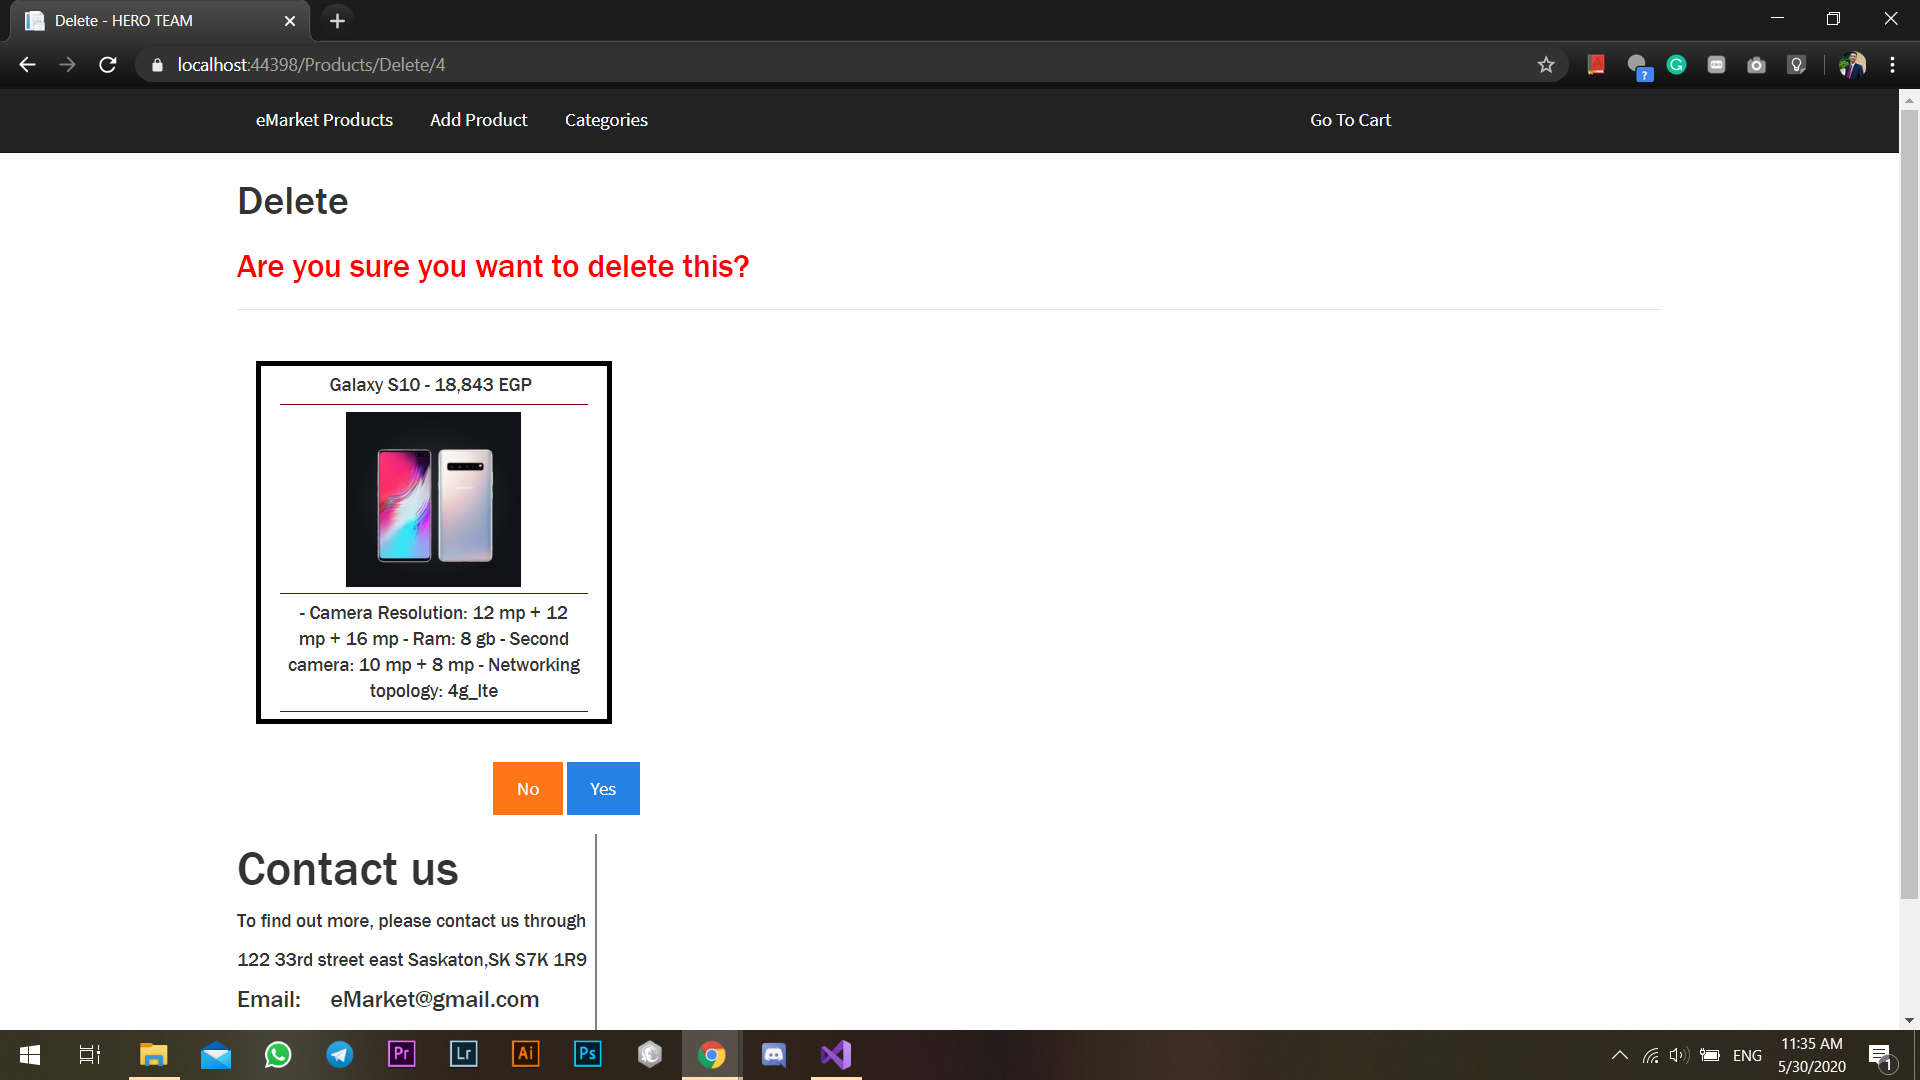 Delete - HERO TEAM
localhost:44398/Products/Delete/4
eMarket Products
Add Product
Categories
Go To Cart
Delete
Are you sure you want to delete this?
Galaxy S10 - 18,843 EGP
- Camera Resolution: 12 mp + 12
mp + 16 mp - Ram: 8 gb - Second
camera: 10 mp + 8 mp - Networking
topology: 4g_lte
No
Yes
Contact us
To find out more, please contact us through
122 33rd street east Saskaton,SK S7K 1R9
Email: eMarket@gmail.com
Pr
Lr
Ai
Ps
ENG
11:35 AM
5/30/2020
1